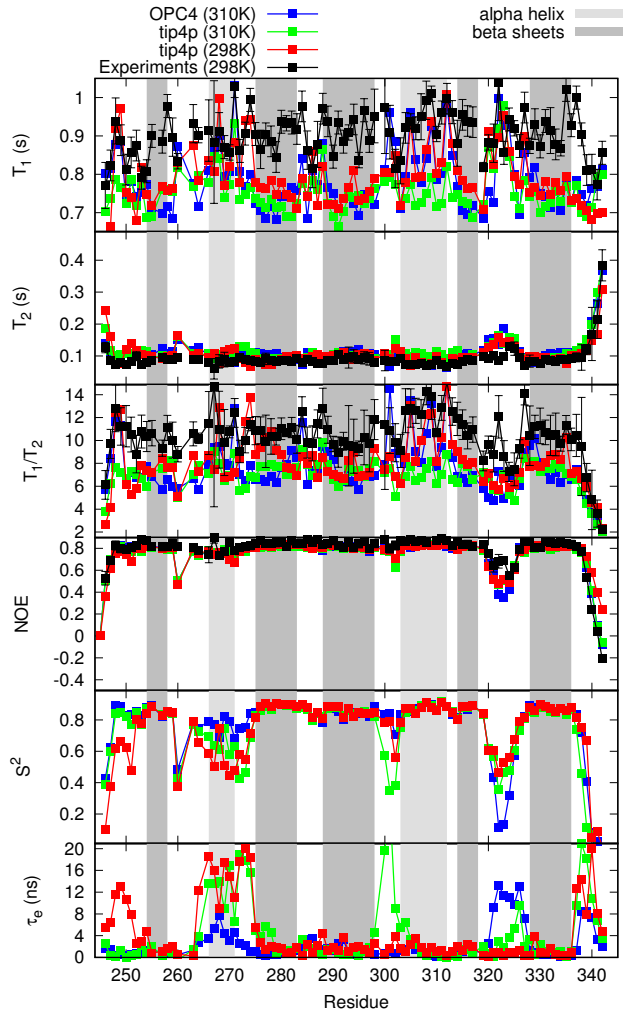 OPC4 (310K)
tip4p (310K)
tip4p (298K)
Experiments (298K)
alpha helix
beta sheets
T1 (s)
1
0.9
0.8
0.7
T2 (s)
0.4
0.3
0.2
0.1
T1/T2
14
12
10
8
6
4
2
NOE
0.8
0.6
0.4
0.2
0
-0.2
-0.4
S2
0.8
0.6
0.4
0.2
τe (ns)
20
16
12
8
4
0
250 260 270 280 290 300 310 320 330 340
Residue